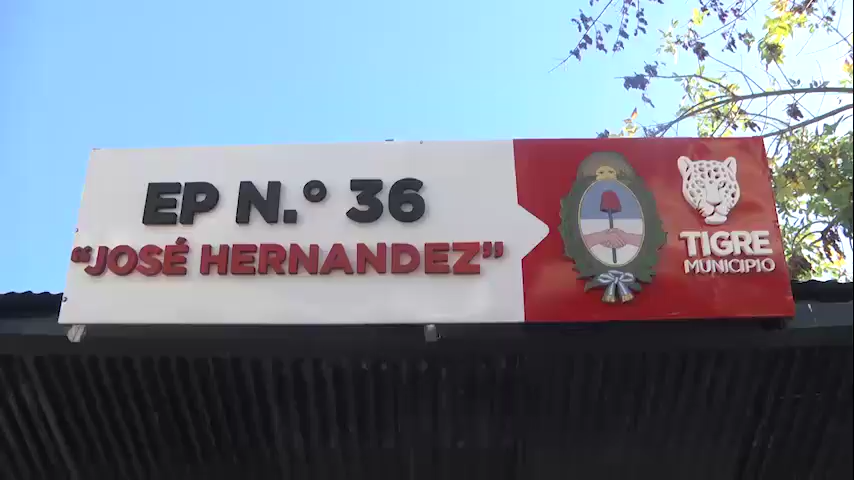 EP N.° 36
“JOSÉ HERNANDEZ”
TIGRE
MUNICIPIO